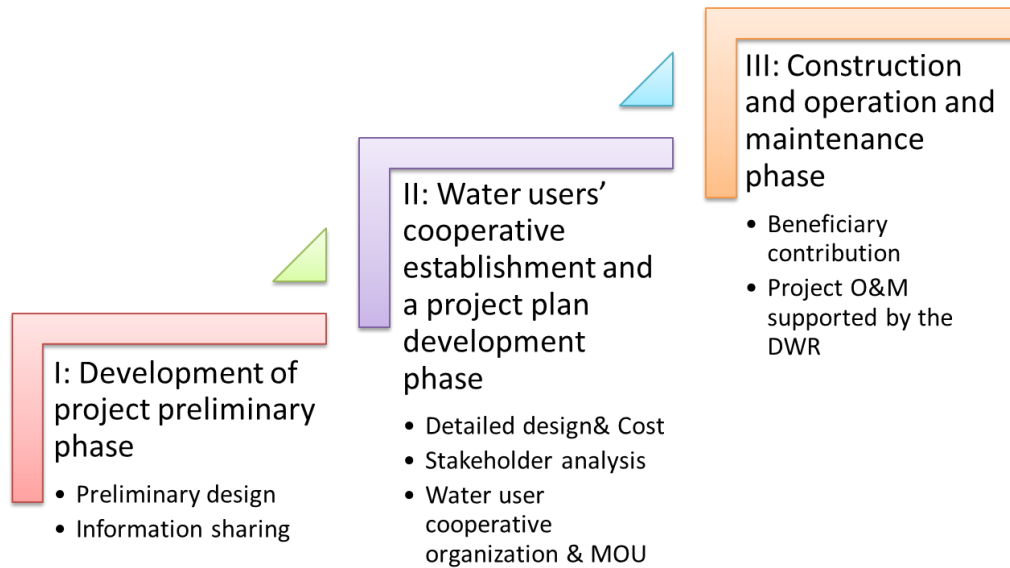 I: Development of
project preliminary
phase
• Preliminary design
• Information sharing
II: Water users’
cooperative
establishment and
a project plan
development
phase
• Detailed design& Cost
• Stakeholder analysis
• Water user
cooperative
organization & MOU
III: Construction
and operation and
maintenance
phase
• Beneficiary
contribution
• Project O&M
supported by the
DWR